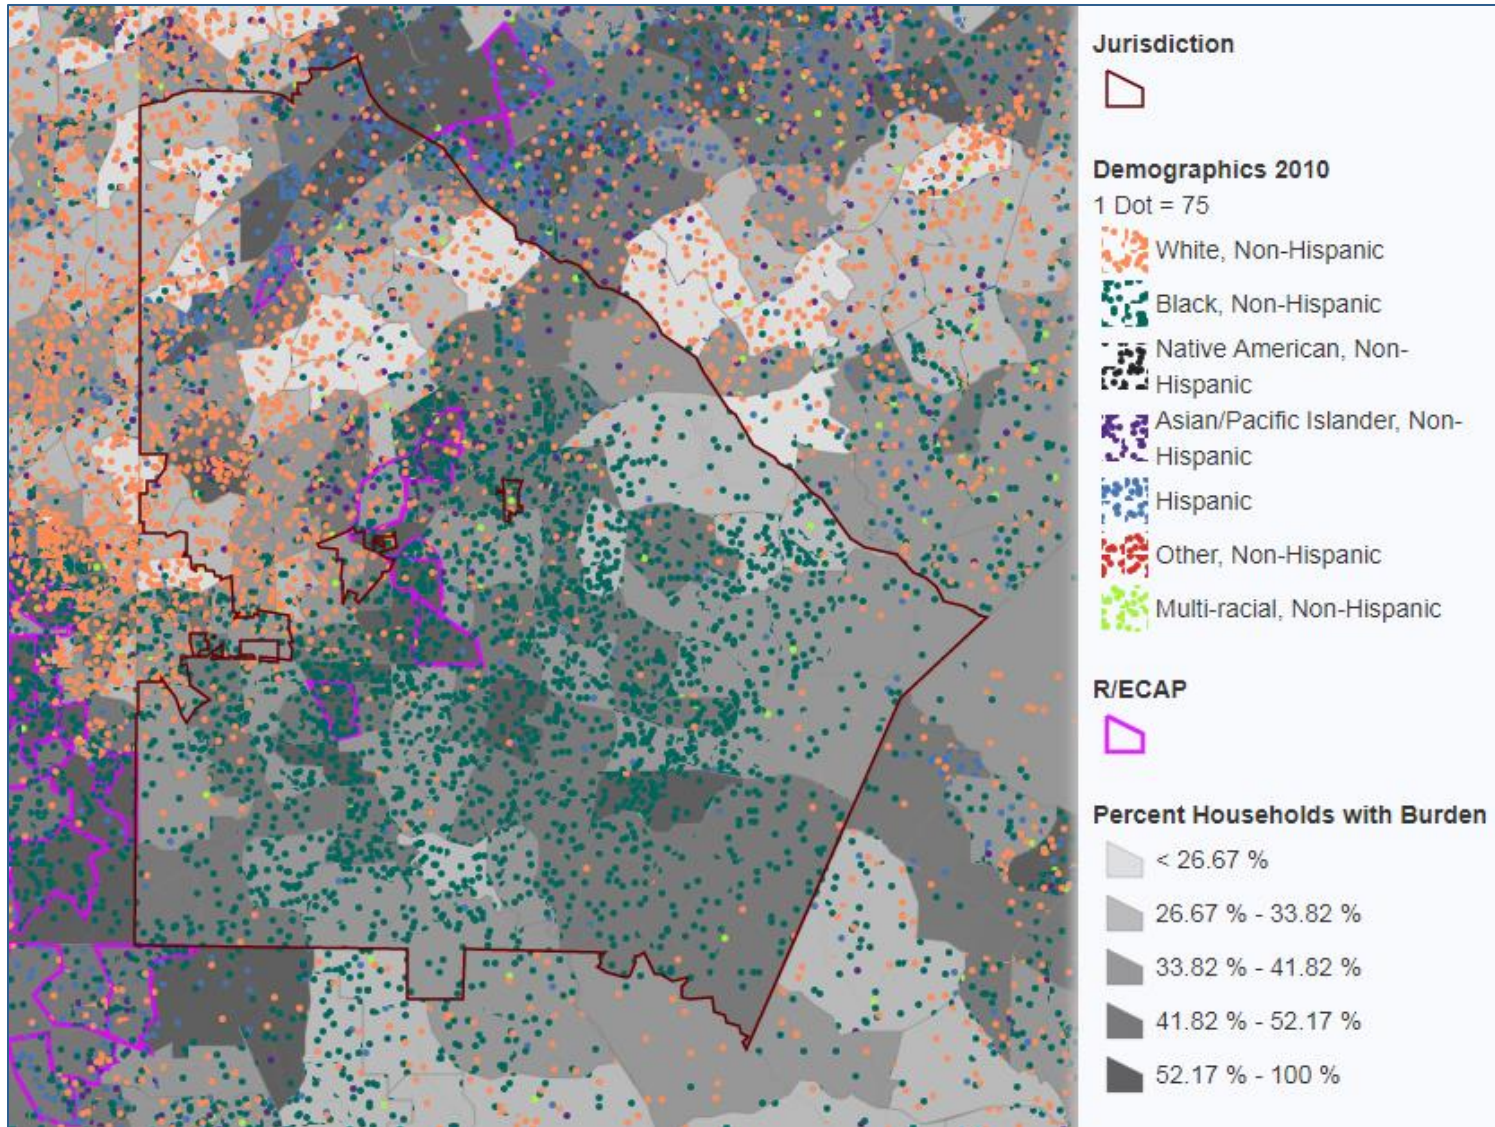 Jurisdiction
Demographics 2010
1 Dot = 75
White, Non-Hispanic
Black, Non-Hispanic
Native American, Non-
Hispanic
Asian/Pacific Islander, Non-
Hispanic
Hispanic
Other, Non-Hispanic
Multi-racial, Non-Hispanic
R/ECAP
Percent Households with Burden
< 26.67 %
26.67 % - 33.82 %
33.82 % - 41.82 %
41.82 % - 52.17 %
52.17 % - 100 %